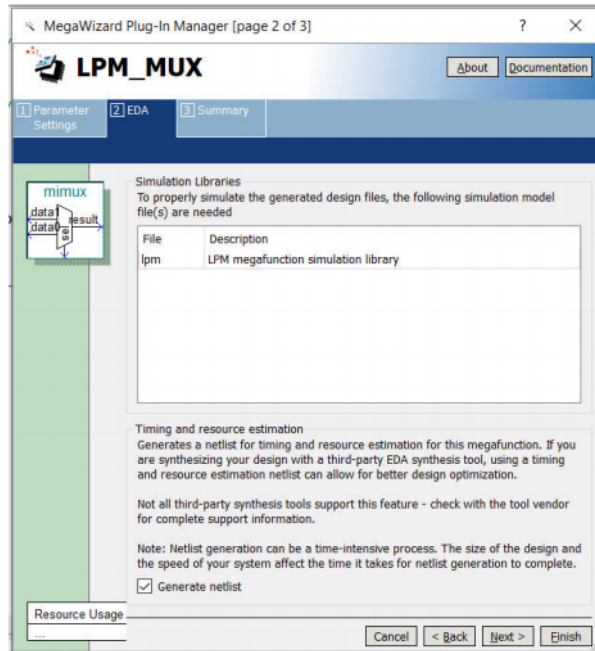 MegaWizard Plug-In Manager [page 2 of 3]
?
LPM_MUX
About
Documentation
1 Parameter
Settings
2 EDA
3 Summary
mimux
data1
data0
sel
result
Simulation Libraries
To properly simulate the generated design files, the following simulation model
file(s) are needed
File Description
lpm LPM megafunction simulation library
Timing and resource estimation
Generates a netlist for timing and resource estimation for this megafunction. If you
are synthesizing your design with a third-party EDA synthesis tool, using a timing
and resource estimation netlist can allow for better design optimization.
Not all third-party synthesis tools support this feature - check with the tool vendor
for complete support information.
Note: Netlist generation can be a time-intensive process. The size of the design and
the speed of your system affect the time it takes for netlist generation to complete.
Generate netlist
Resource Usage
...
Cancel
< Back
Next >
Finish